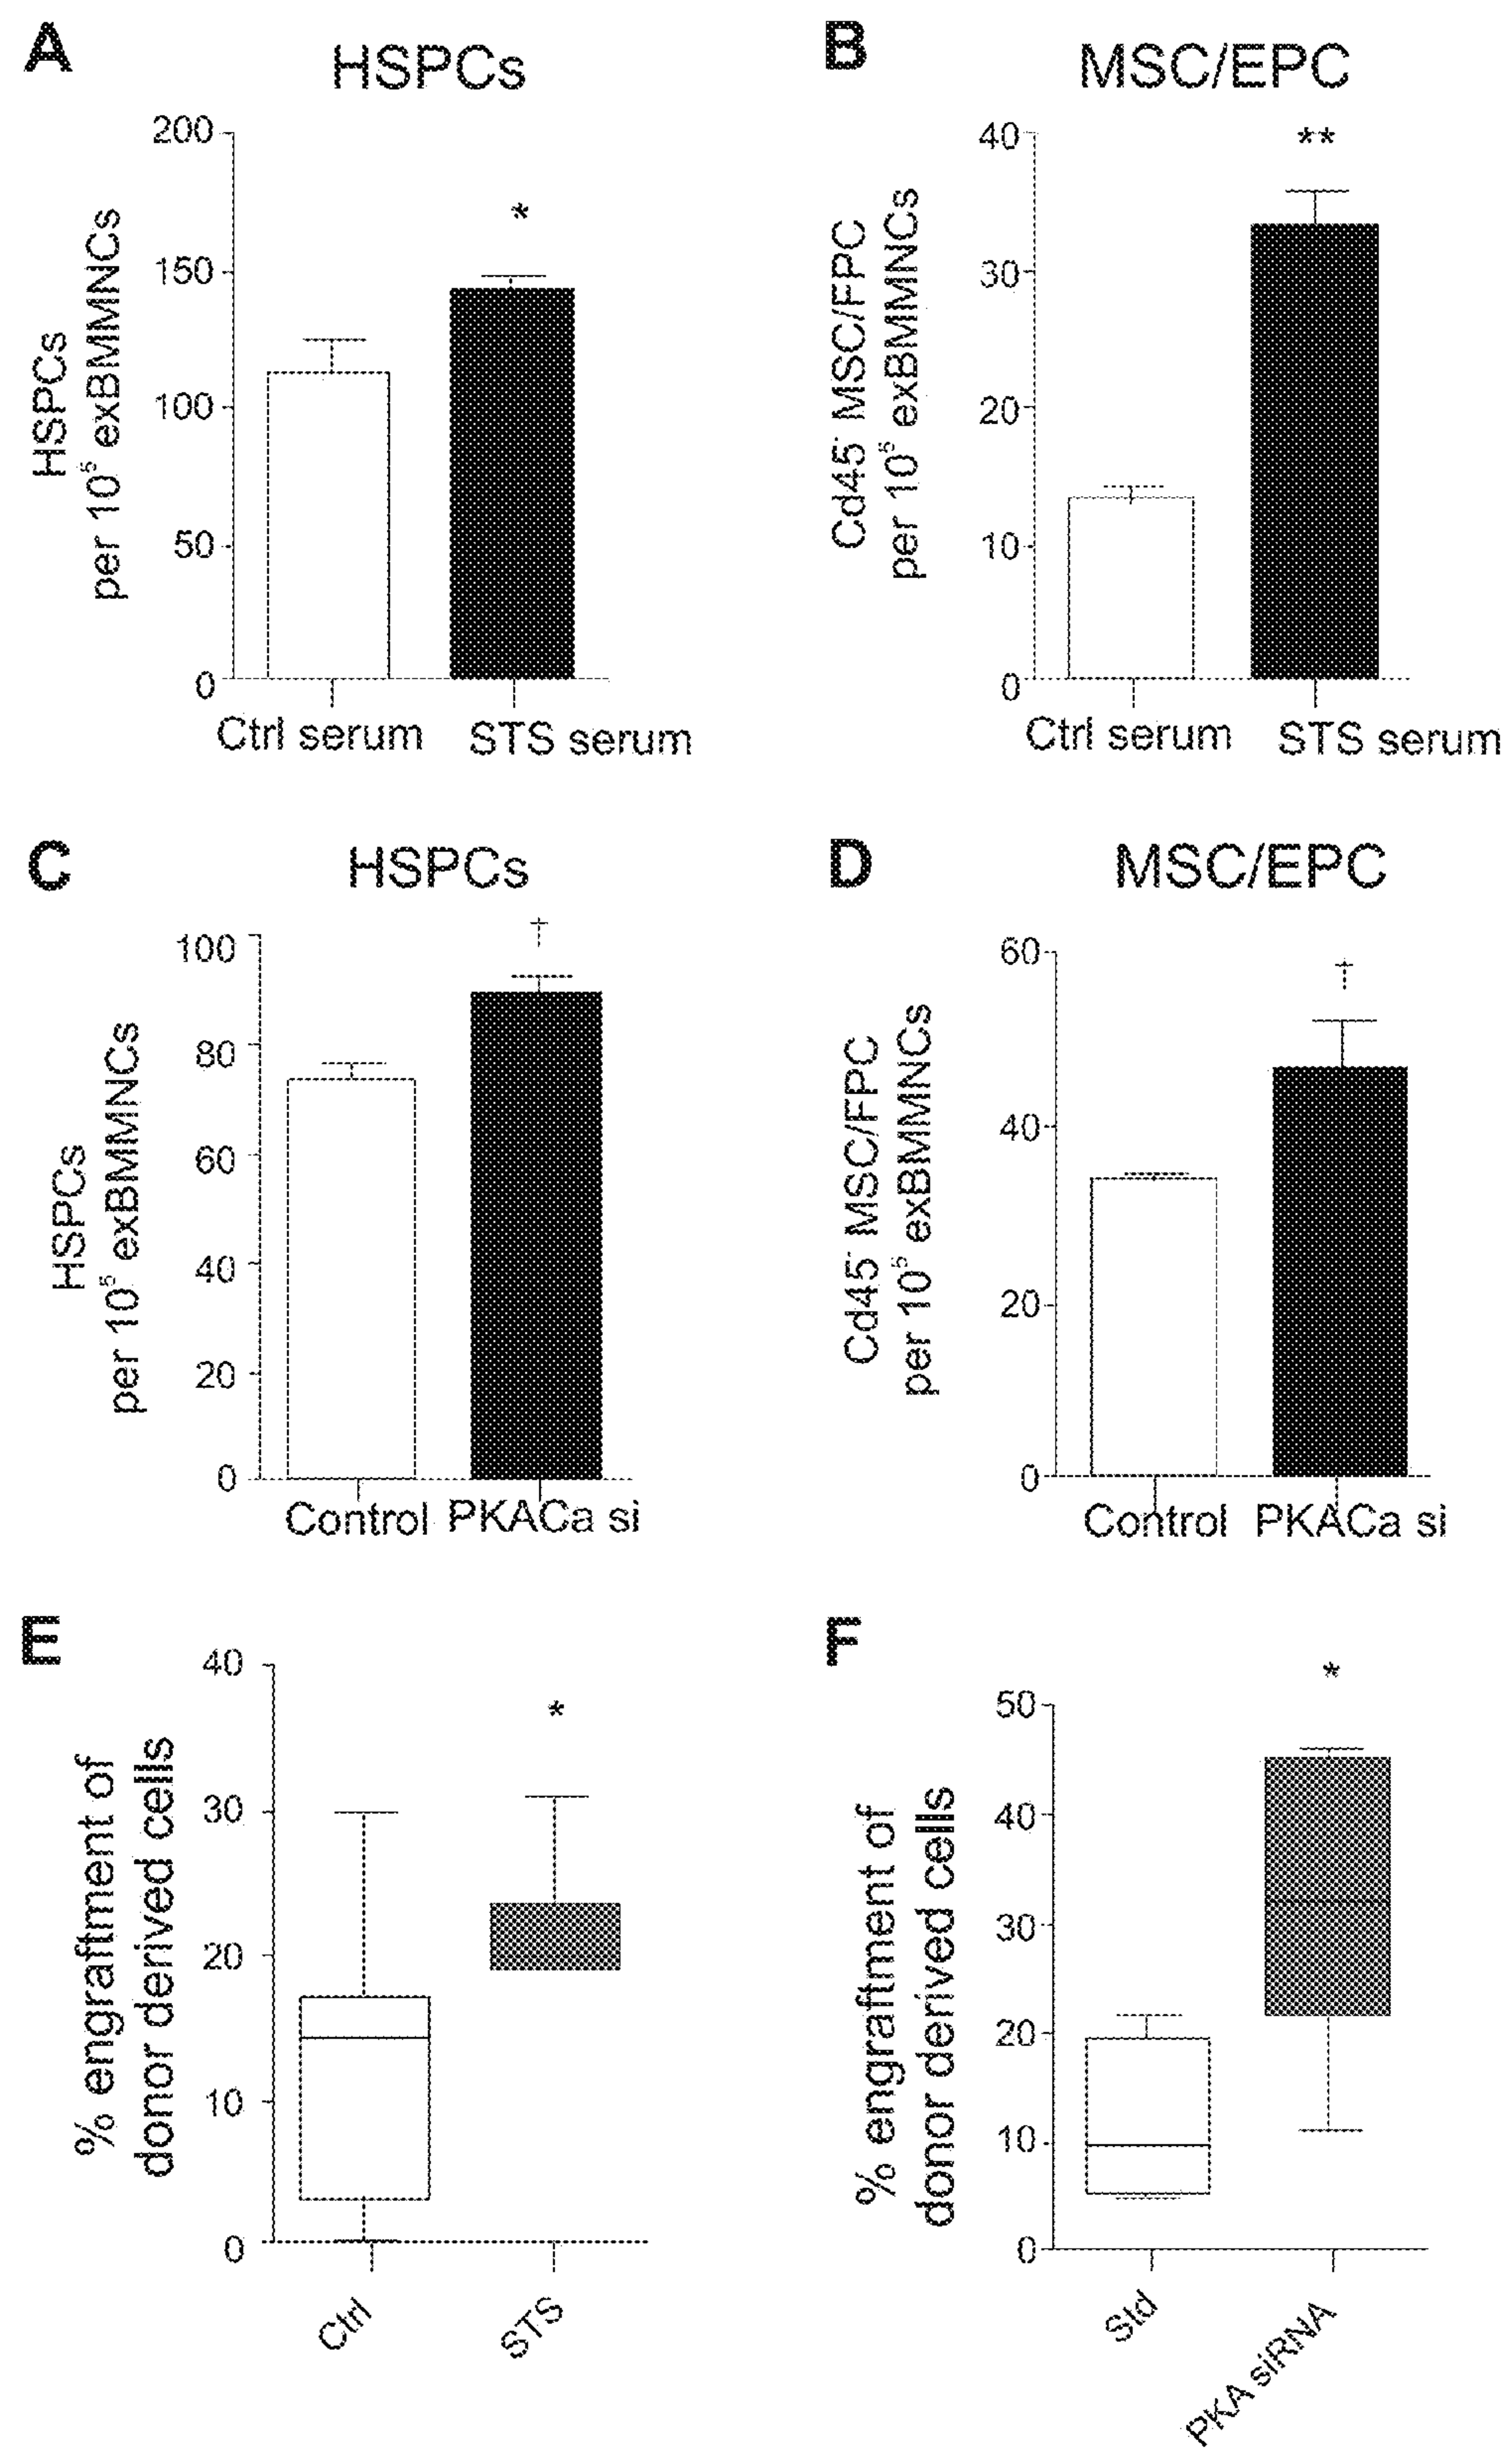 A
HSPCs
HSPCs
per 10⁵ exBMMNCs
200
150
100
50
0
*
Ctrl serum
STS serum
B
MSC/EPC
Cd45⁻ MSC/FPC
per 10⁵ exBMMNCs
40
30
20
10
0
**
Ctrl serum
STS serum
C
HSPCs
HSPCs
per 10⁵ exBMMNCs
100
80
60
40
20
0
†
Control
PKACa si
D
MSC/EPC
Cd45⁻ MSC/FPC
per 10⁵ exBMMNCs
60
40
20
0
†
Control
PKACa si
E
% engraftment of
donor derived cells
40
30
20
10
0
*
Ctrl
STS
F
% engraftment of
donor derived cells
50
40
30
20
10
0
*
Std
PKA siRNA